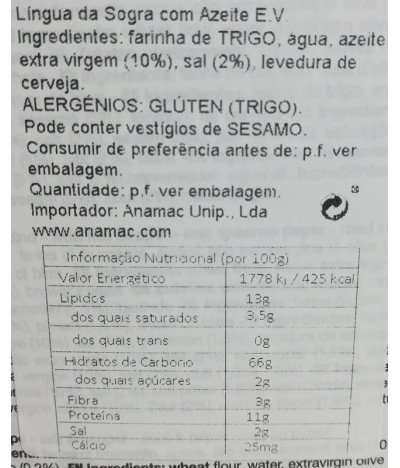 Língua da Sogra com Azeite E.V.
Ingredientes: farinha de TRIGO, água, azeite
extra virgem (10%), sal (2%), levedura de
cerveja.
ALERGÉNIOS: GLÚTEN (TRIGO).
Pode conter vestígios de SESAMO.
Consumir de preferência antes de: p.f. ver
embalagem.
Quantidade: p.f. ver embalagem.
Importador: Anamac Unip., Lda
www.anamac.com
Informação Nutricional (por 100g)
Valor Energético 1778 kj / 425 kcal
Lípidos 13g
dos quais saturados 3,5g
dos quais trans 0g
Hidratos de Carbono 66g
dos quais açúcares 2g
Fibra 3g
Proteína 11g
Sal 2g
Cálcio 25mg
(0,2%). EN Ingredients: wheat flour, water, extravirgin olive